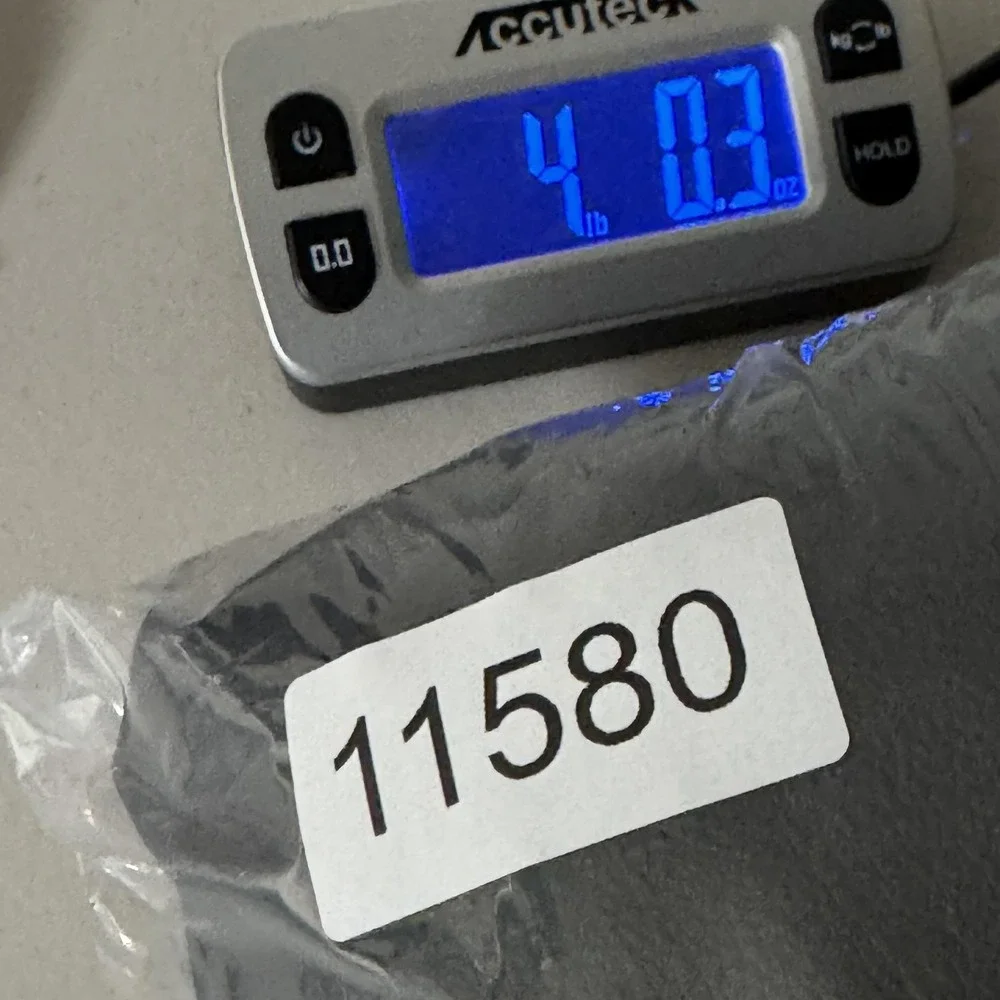 Accuteck
kg lb
4 lb 0.3 oz
HOLD
0.0
11580